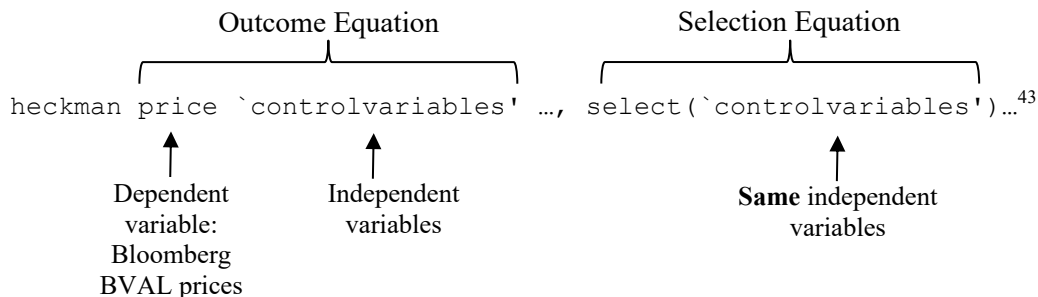 Outcome Equation
Selection Equation
heckman price `controlvariables' …, select(`controlvariables')…43
Dependent
variable:
Bloomberg
BVAL prices
Independent
variables
Same independent
variables